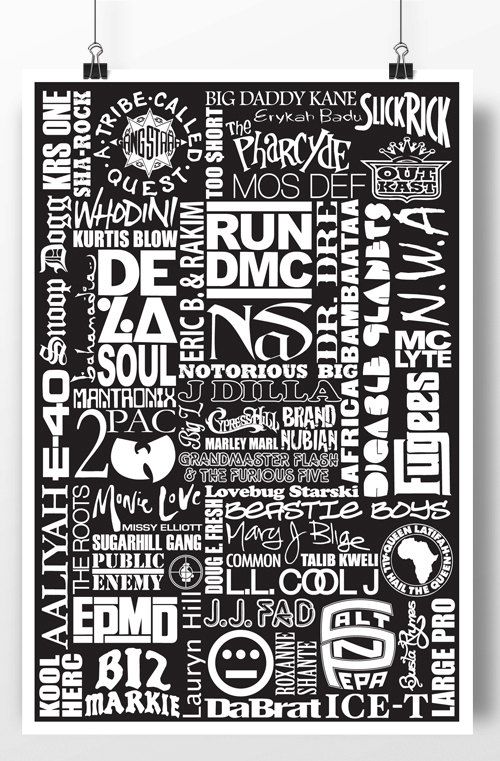 KRS ONE
SHA-ROCK
A·TRIBE·CALLED
QUEST
GANGSTARR
TOO $HORT
BIG DADDY KANE
Erykah Badu
SLICK RICK
The
PHARCYDE
MOS DEF
OUT
KAST
Snoop Dogg
WHODINI
KURTIS BLOW
bahamadia
DE
LA
SOUL
ERIC B. & RAKIM
RUN
DMC
NAS
DR. DRE
AFRICA BAMBAATAA
DIGABLE PLANETS
N.W.A
MC
LYTE
NOTORIOUS BIG
J DILLA
E-40
MANTRONIX
2PAC
Big L
CYPRESS HILL
BRAND
NUBIAN
MARLEY MARL
GRANDMASTER FLASH
& THE FURIOUS FIVE
Fugees
AALIYAH
THE ROOTS
Monie Love
MISSY ELLIOTT
SUGARHILL GANG
PUBLIC
ENEMY
Lovebug Starski
BEASTIE BOYS
DOUG E. FRESH
Mary J Blige
COMMON
TALIB KWELI
L.L. COOL J
ALL HAIL THE QUEEN
QUEEN LATIFAH
EPMD
Lauryn Hill
J.J. FAD
ROXANNE
SHANTE
SALT
N
PEPA
Busta Rhymes
LARGE PRO
KOOL
HERC
BIZ
MARKIE
DaBrat
ICE-T